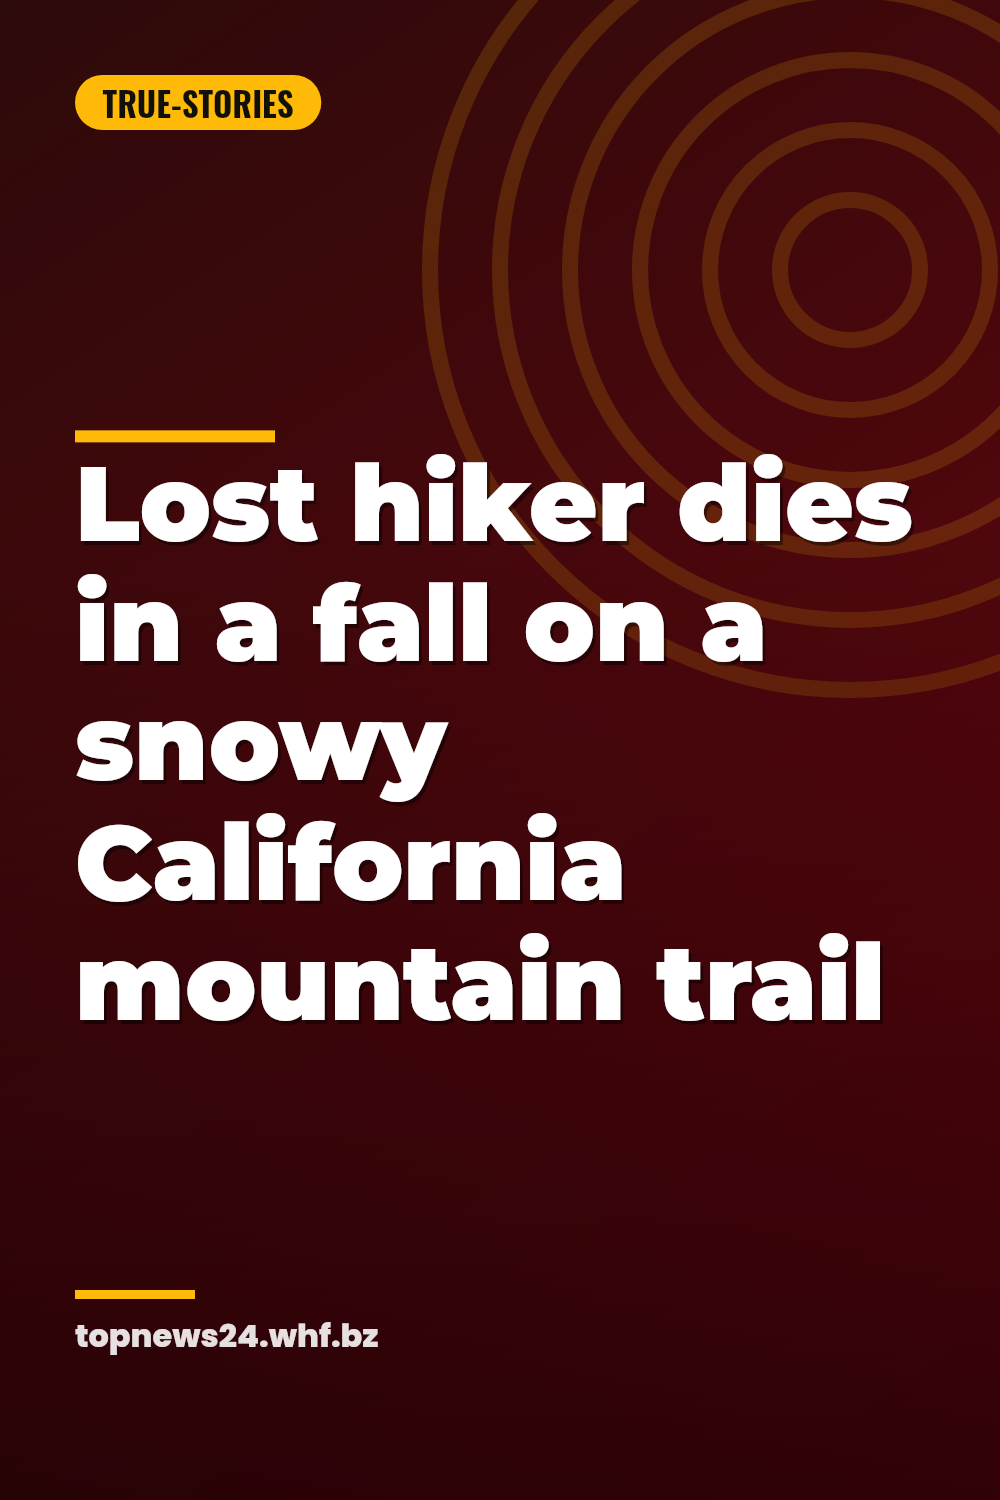 TRUE-STORIES
Lost hiker dies
in a fall on a
snowy
California
mountain trail
topnews24.whf.bz